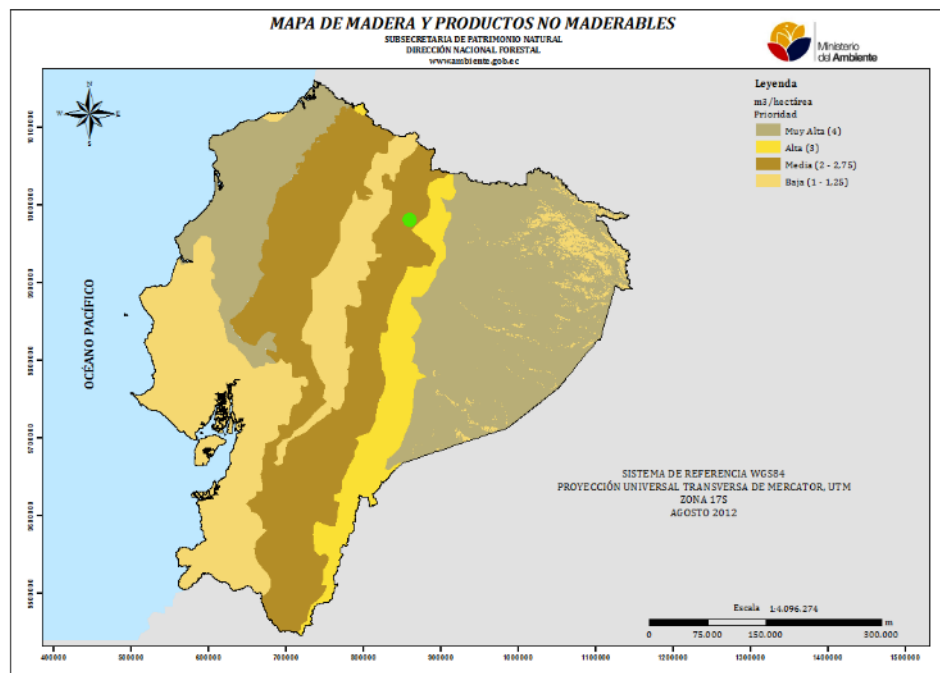 MAPA DE MADERA Y PRODUCTOS NO MADERABLES
SUBSECRETARIA DE PATRIMONIO NATURAL
DIRECCIÓN NACIONAL FORESTAL
www.ambiente.gob.ec
Ministerio
del Ambiente
N
W
E
S
Leyenda
m3/hectárea
Prioridad
Muy Alta (4)
Alta (3)
Media (2 - 2,75)
Baja (1 - 1,25)
OCÉANO PACÍFICO
SISTEMA DE REFERENCIA WGS84
PROYECCIÓN UNIVERSAL TRANSVERSA DE MERCATOR, UTM
ZONA 17S
AGOSTO 2012
Escala 1:4.096.274
m
0 75.000 150.000 300.000
400000 500000 600000 700000 800000 900000 1000000 1100000 1200000 1300000 1400000 1500000